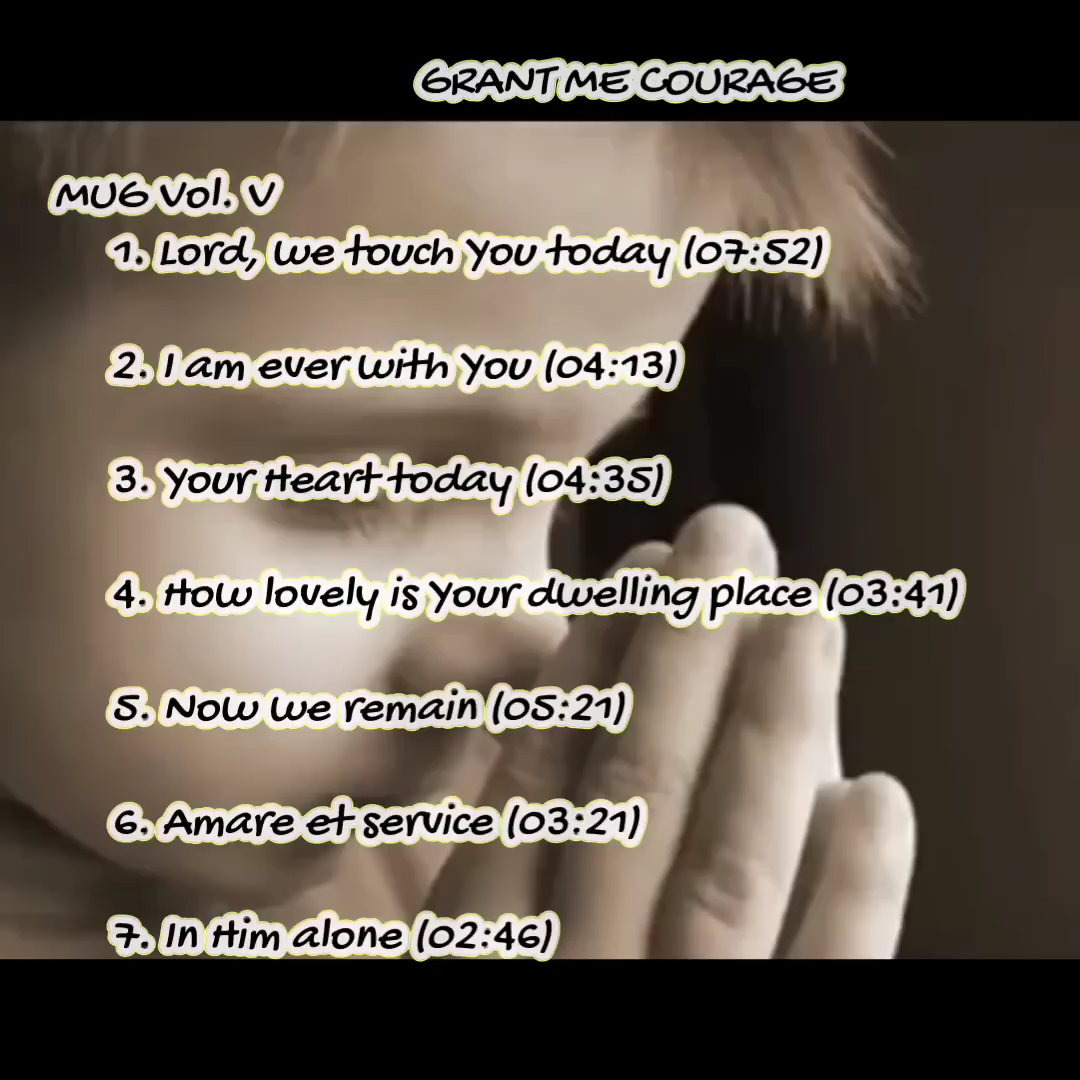 GRANT ME COURAGE
MUG Vol. V
1. Lord, we touch You today (07:52)
2. I am ever with You (04:13)
3. Your Heart today (04:35)
4. How lovely is Your dwelling place (03:41)
5. Now we remain (05:21)
6. Amare et service (03:21)
7. In Him alone (02:46)